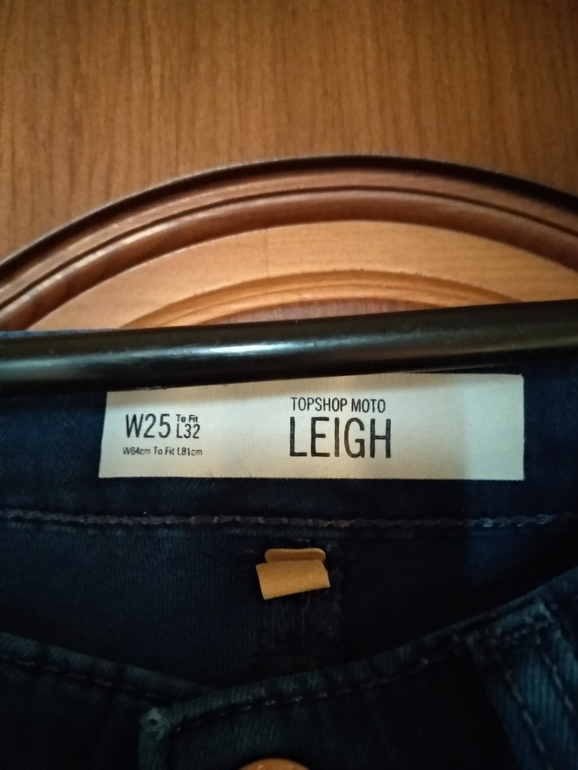 W25 To Fit L32
W64cm To Fit L81cm
TOPSHOP MOTO
LEIGH